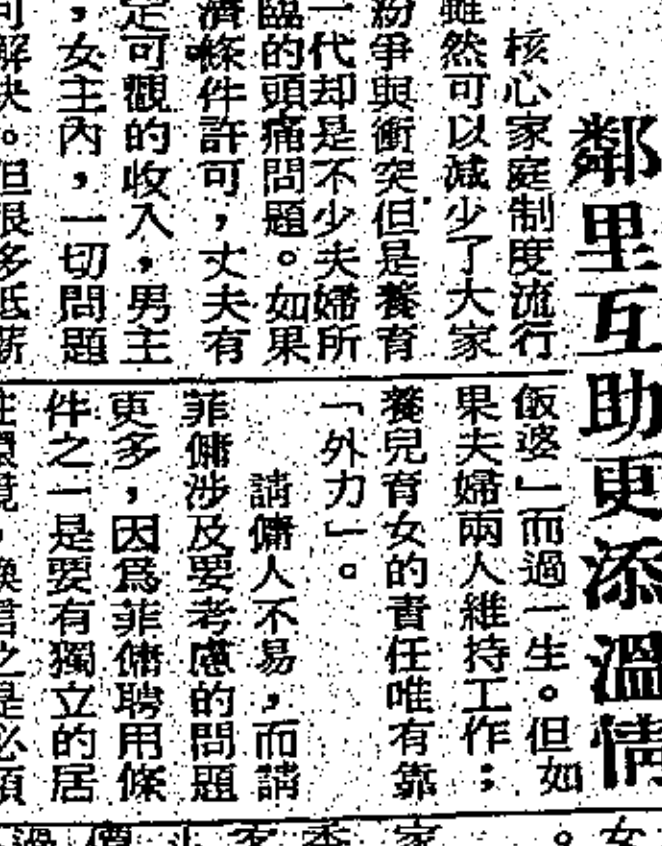 鄰里互助更添溫情
核心家庭制度流行
雖然可以減少了大家
紛爭與衝突但是養育
一代却是不少夫婦所
臨的頭痛問題。如果
濟條件許可，丈夫有
定可觀的收入，男主
，女主內，一切問題
可解決。但很多低薪
飯婆」而過一生。但如
果夫婦兩人維持工作；
養兒育女的責任唯有靠
「外力」。
請傭人不易，而請
菲傭涉及要考慮的問題
更多，因爲菲傭聘用條
件之一是要有獨立的居
住環境，換言之是必須
女
。
家